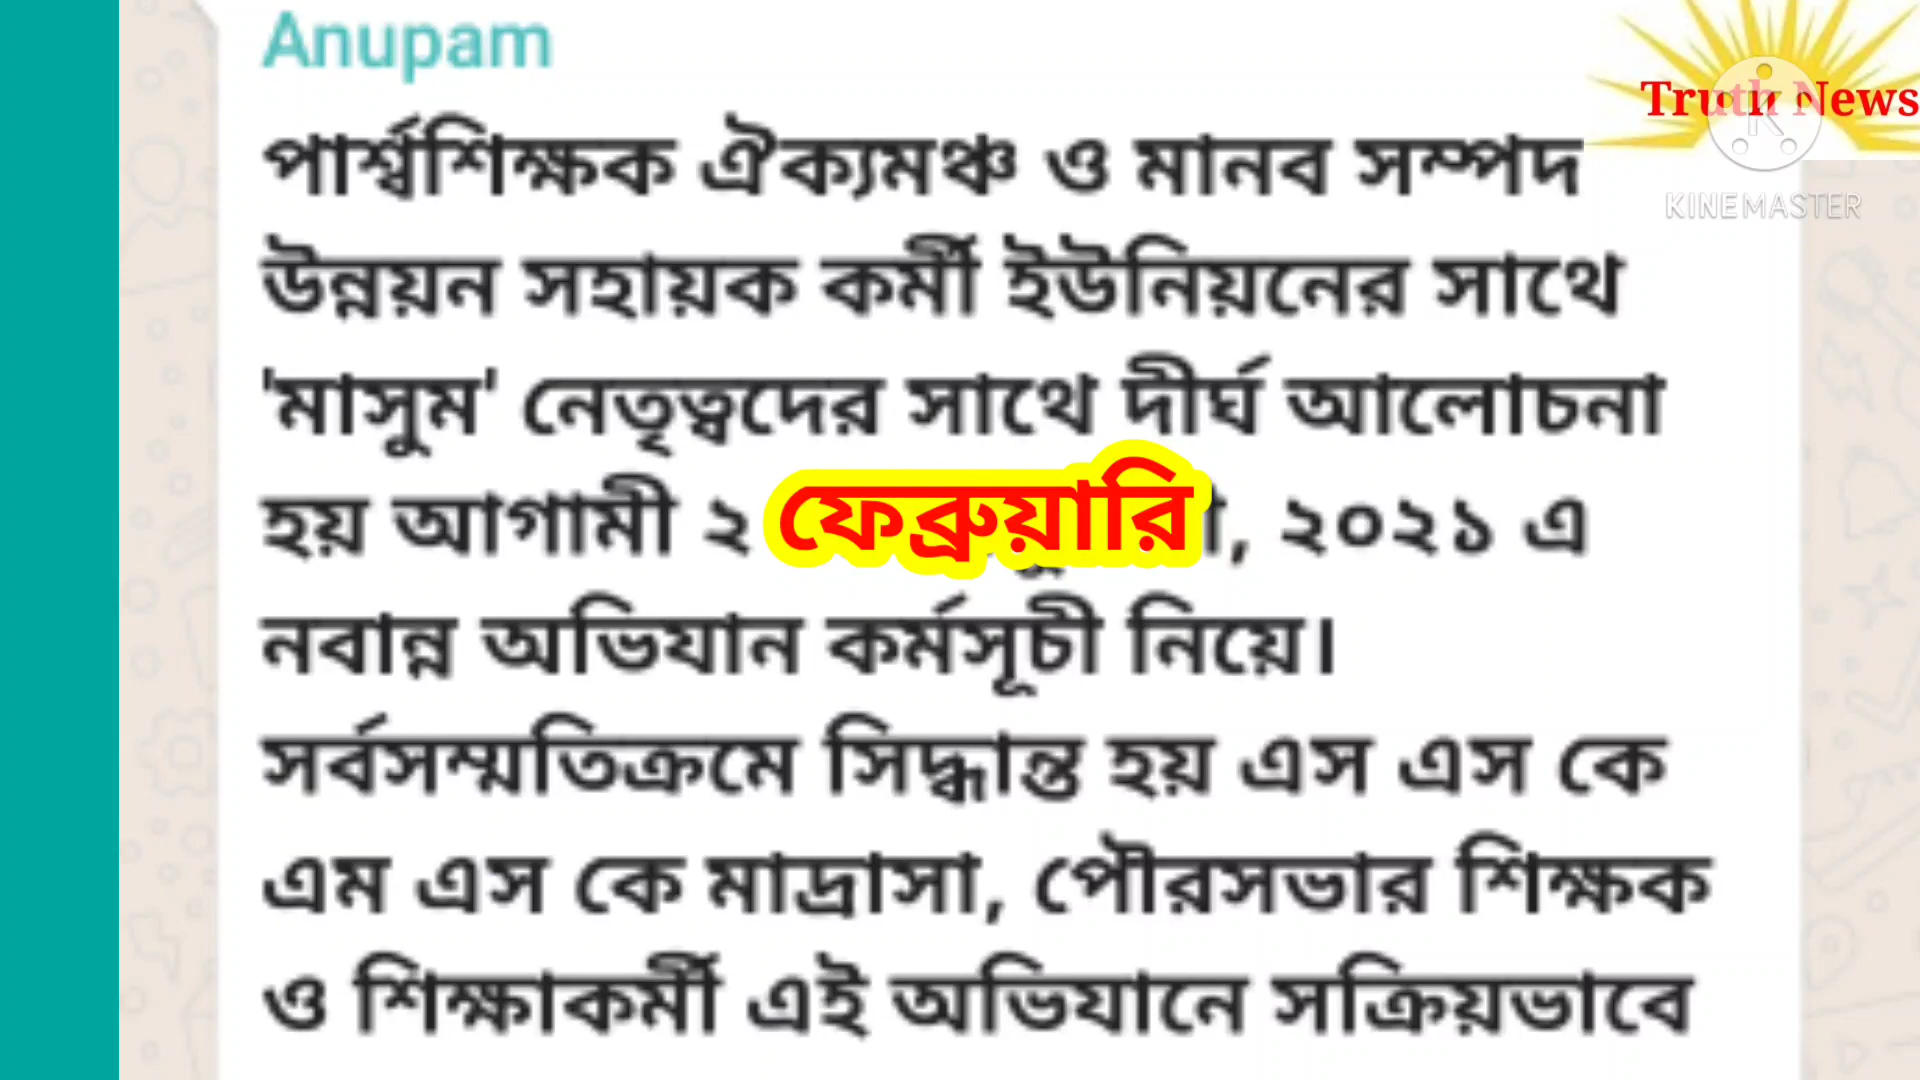 Anupam
Truth News
KINEMASTER
পার্শ্বশিক্ষক ঐক্যমঞ্চ ও মানব সম্পদ
উন্নয়ন সহায়ক কর্মী ইউনিয়নের সাথে
'মাসুম' নেতৃত্বদের সাথে দীর্ঘ আলোচনা
হয় আগামী ২ ফেব্রুয়ারি , ২০২১ এ
নবান্ন অভিযান কর্মসূচী নিয়ে।
সর্বসম্মতিক্রমে সিদ্ধান্ত হয় এস এস কে
এম এস কে মাদ্রাসা, পৌরসভার শিক্ষক
ও শিক্ষাকর্মী এই অভিযানে সক্রিয়ভাবে